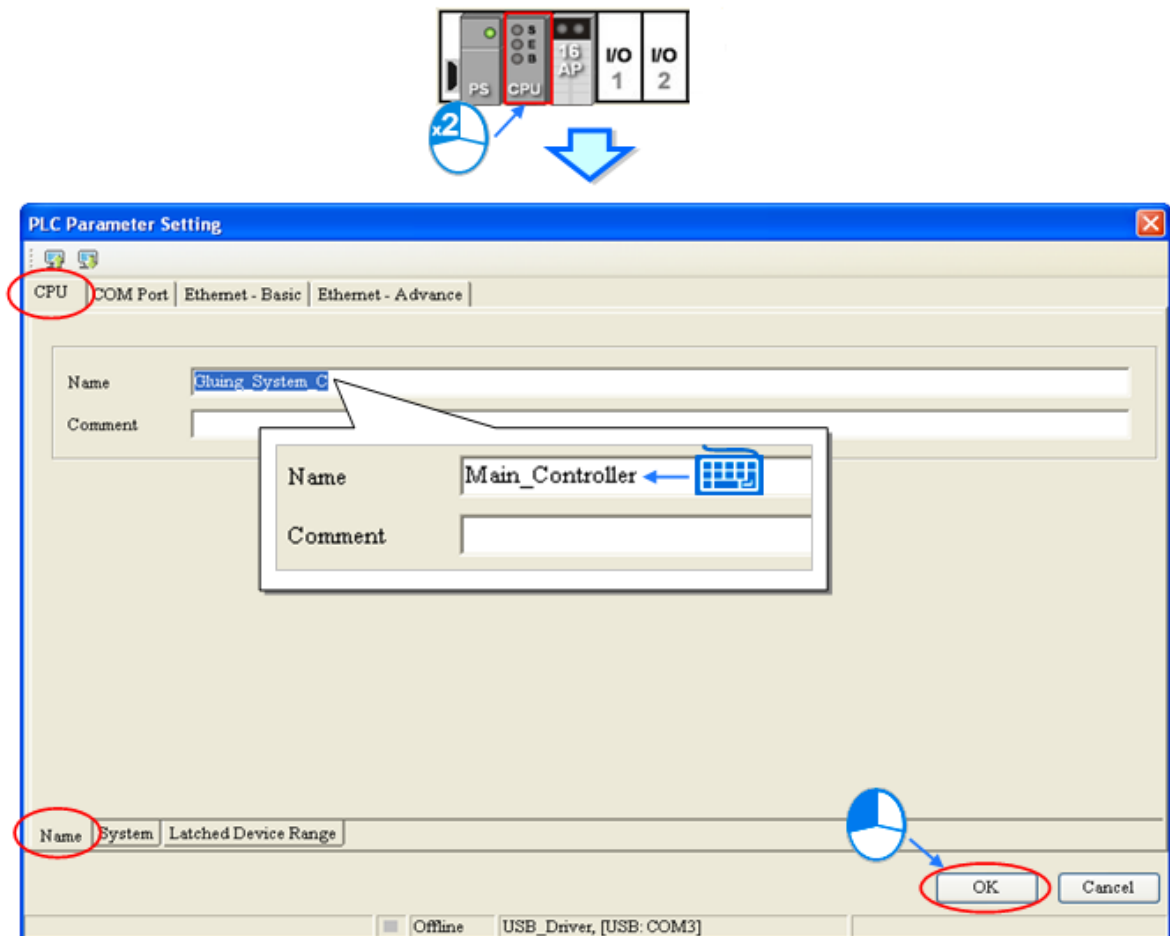 S
E
B
16
AP
I/O
1
I/O
2
PS
CPU
x2
PLC Parameter Setting
CPU COM Port Ethernet - Basic Ethernet - Advance
Name Gluing_System_C
Comment
Name Main_Controller
Comment
Name System Latched Device Range
OK Cancel
Offline USB_Driver, [USB: COM3]